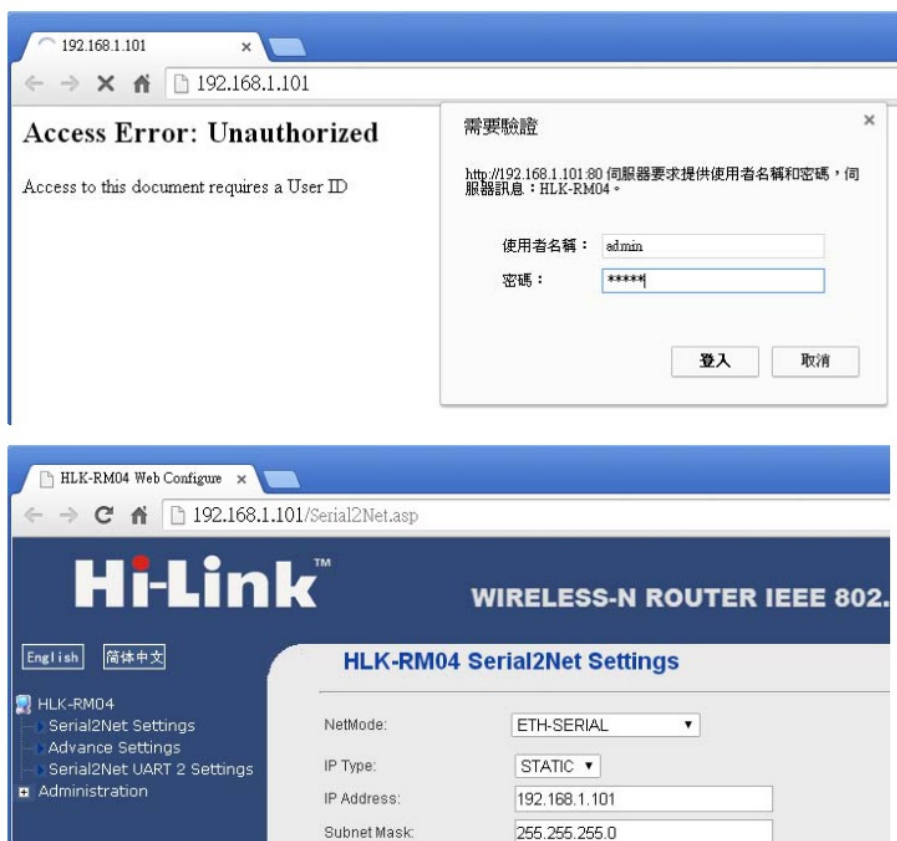 192.168.1.101
192.168.1.101
Access Error: Unauthorized
Access to this document requires a User ID
需要驗證
http://192.168.1.101:80 伺服器要求提供使用者名稱和密碼，伺
服器訊息：HLK-RM04。
使用者名稱： admin
密碼： *****
登入 取消
HLK-RM04 Web Configure
192.168.1.101/Serial2Net.asp
Hi-Link™
WIRELESS-N ROUTER IEEE 802.
English 简体中文
HLK-RM04 Serial2Net Settings
HLK-RM04
Serial2Net Settings
Advance Settings
Serial2Net UART 2 Settings
Administration
NetMode: ETH-SERIAL
IP Type: STATIC
IP Address: 192.168.1.101
Subnet Mask: 255.255.255.0